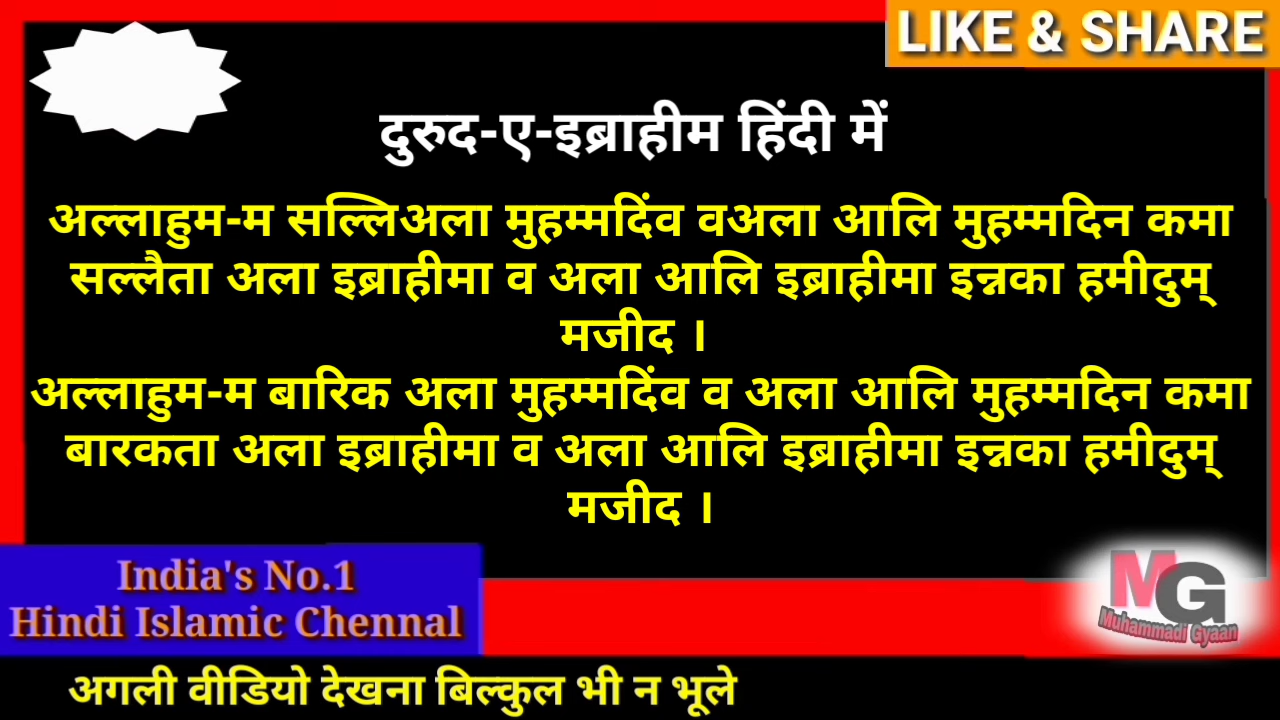 LIKE & SHARE
दुरुद-ए-इब्राहीम हिंदी में
अल्लाहुम-म सल्लिअला मुहम्मदिंव वअला आलि मुहम्मदिन कमा
सल्लैता अला इब्राहीमा व अला आलि इब्राहीमा इन्नका हमीदुम्
मजीद ।
अल्लाहुम-म बारिक अला मुहम्मदिंव व अला आलि मुहम्मदिन कमा
बारकता अला इब्राहीमा व अला आलि इब्राहीमा इन्नका हमीदुम्
मजीद ।
India's No.1
Hindi Islamic Chennal
MG
Muhammadi Gyaan
अगली वीडियो देखना बिल्कुल भी न भूले